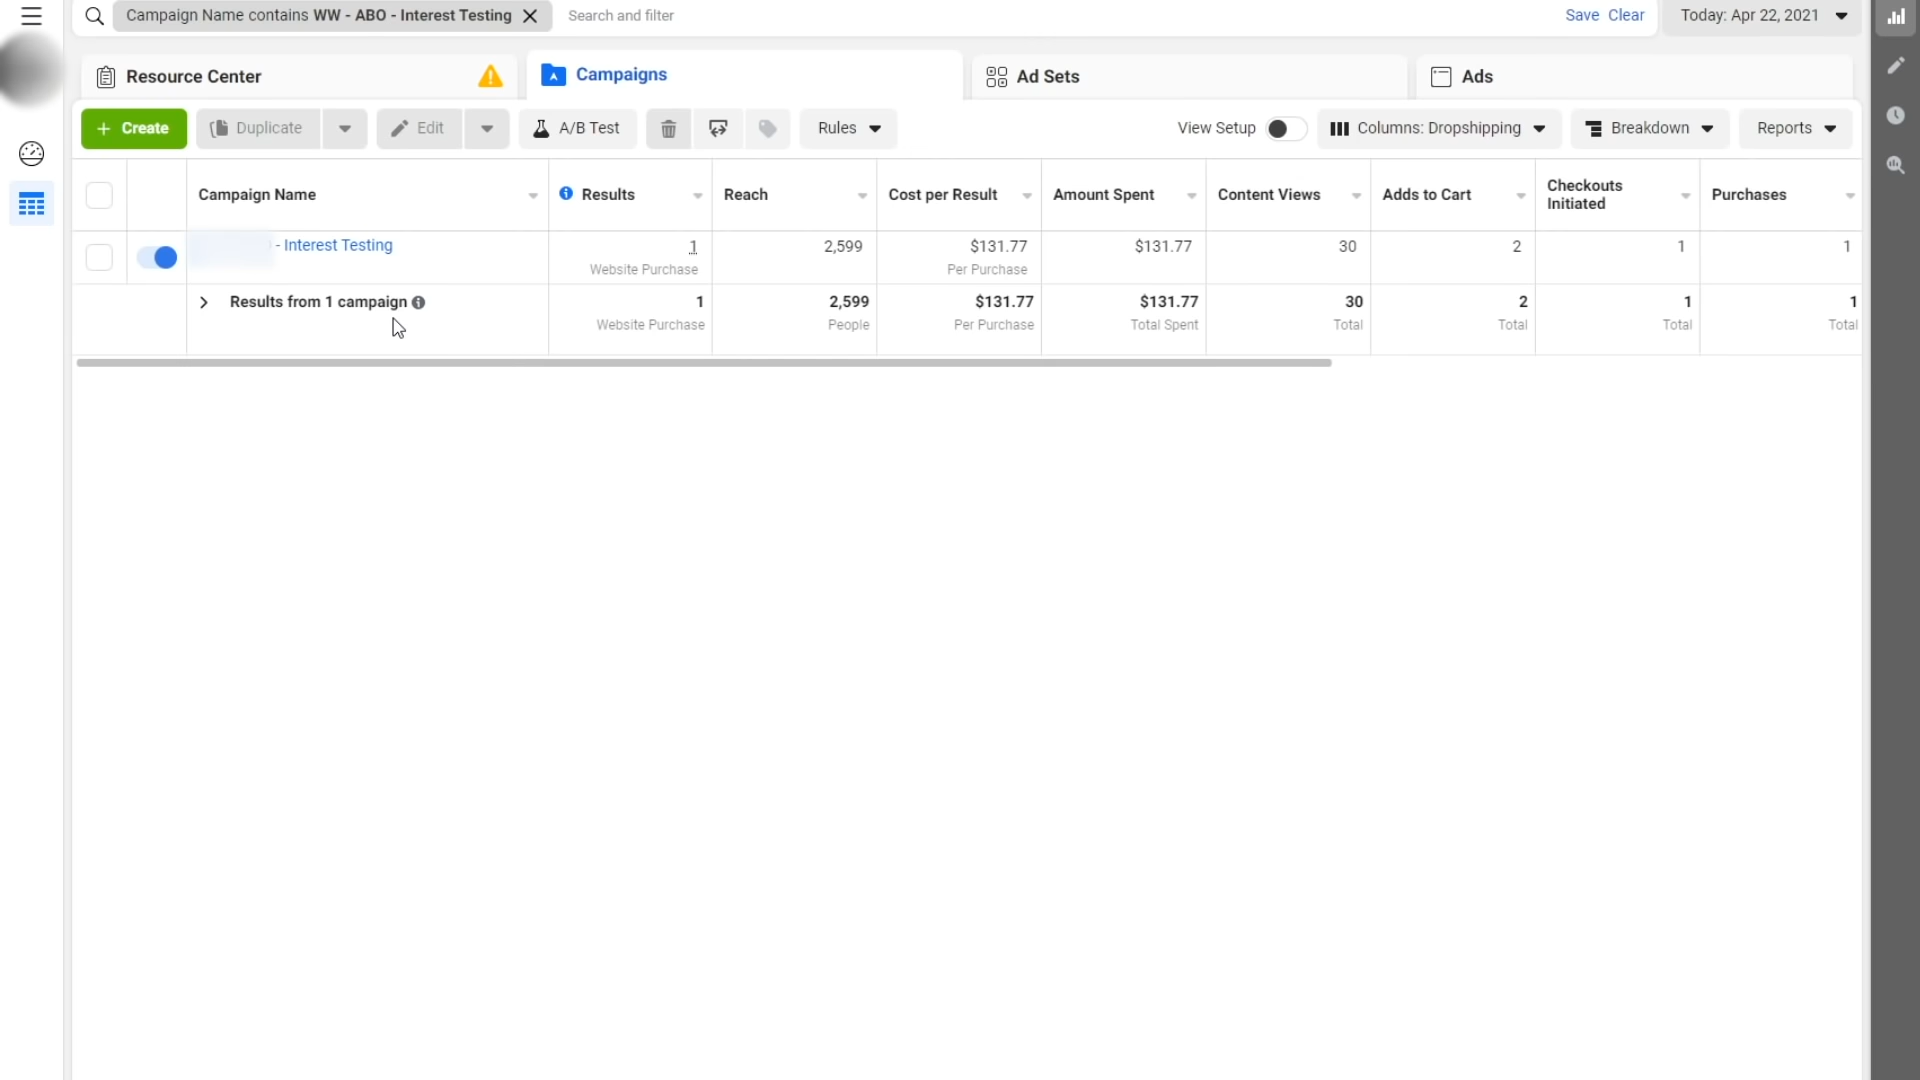 Campaign Name contains WW - ABO - Interest Testing Search and filter Save Clear Today: Apr 22, 2021
Resource Center Campaigns Ad Sets Ads
+ Create Duplicate Edit A/B Test Rules View Setup Columns: Dropshipping Breakdown Reports
Campaign Name Results Reach Cost per Result Amount Spent Content Views Adds to Cart Checkouts Initiated Purchases
- Interest Testing 1 2,599 $131.77 $131.77 30 2 1 1
Website Purchase Per Purchase
Results from 1 campaign 1 2,599 $131.77 $131.77 30 2 1 1
Website Purchase People Per Purchase Total Spent Total Total Total Total